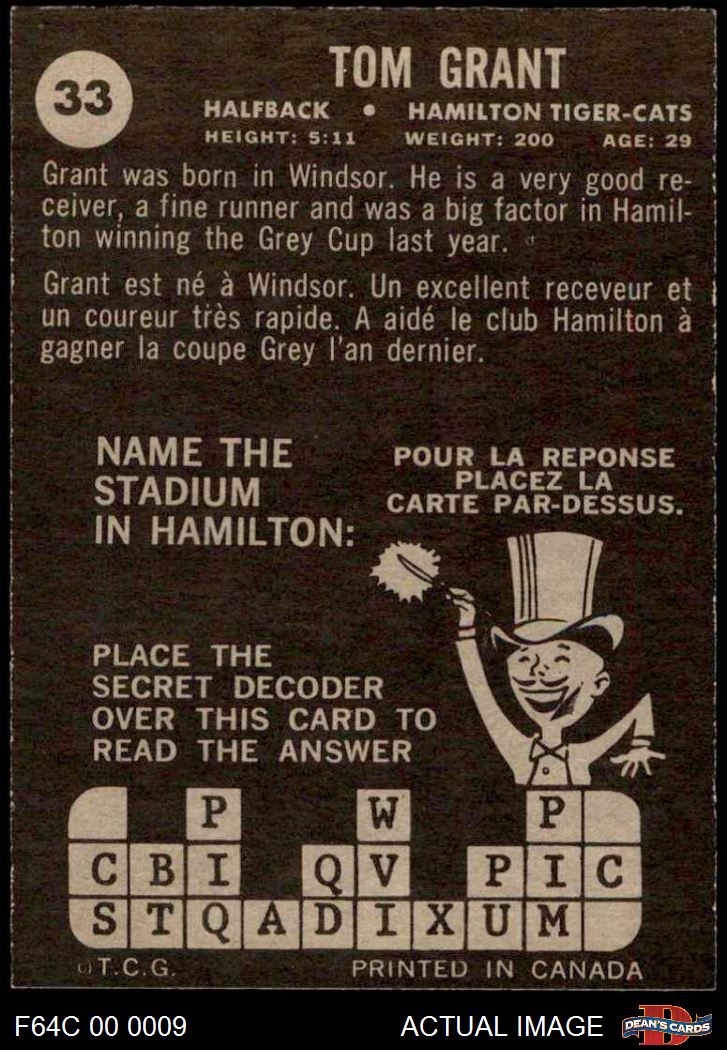 33
TOM GRANT
HALFBACK • HAMILTON TIGER-CATS
HEIGHT: 5:11 WEIGHT: 200 AGE: 29
Grant was born in Windsor. He is a very good re-
ceiver, a fine runner and was a big factor in Hamil-
ton winning the Grey Cup last year.
Grant est né à Windsor. Un excellent receveur et
un coureur très rapide. A aidé le club Hamilton à
gagner la coupe Grey l'an dernier.
NAME THE
STADIUM
IN HAMILTON:
POUR LA REPONSE
PLACEZ LA
CARTE PAR-DESSUS.
PLACE THE
SECRET DECODER
OVER THIS CARD TO
READ THE ANSWER
P W P
C B I Q V P I C
S T Q A D I X U M
©T.C.G. PRINTED IN CANADA
F64C 00 0009 ACTUAL IMAGE D DEAN'S CARDS